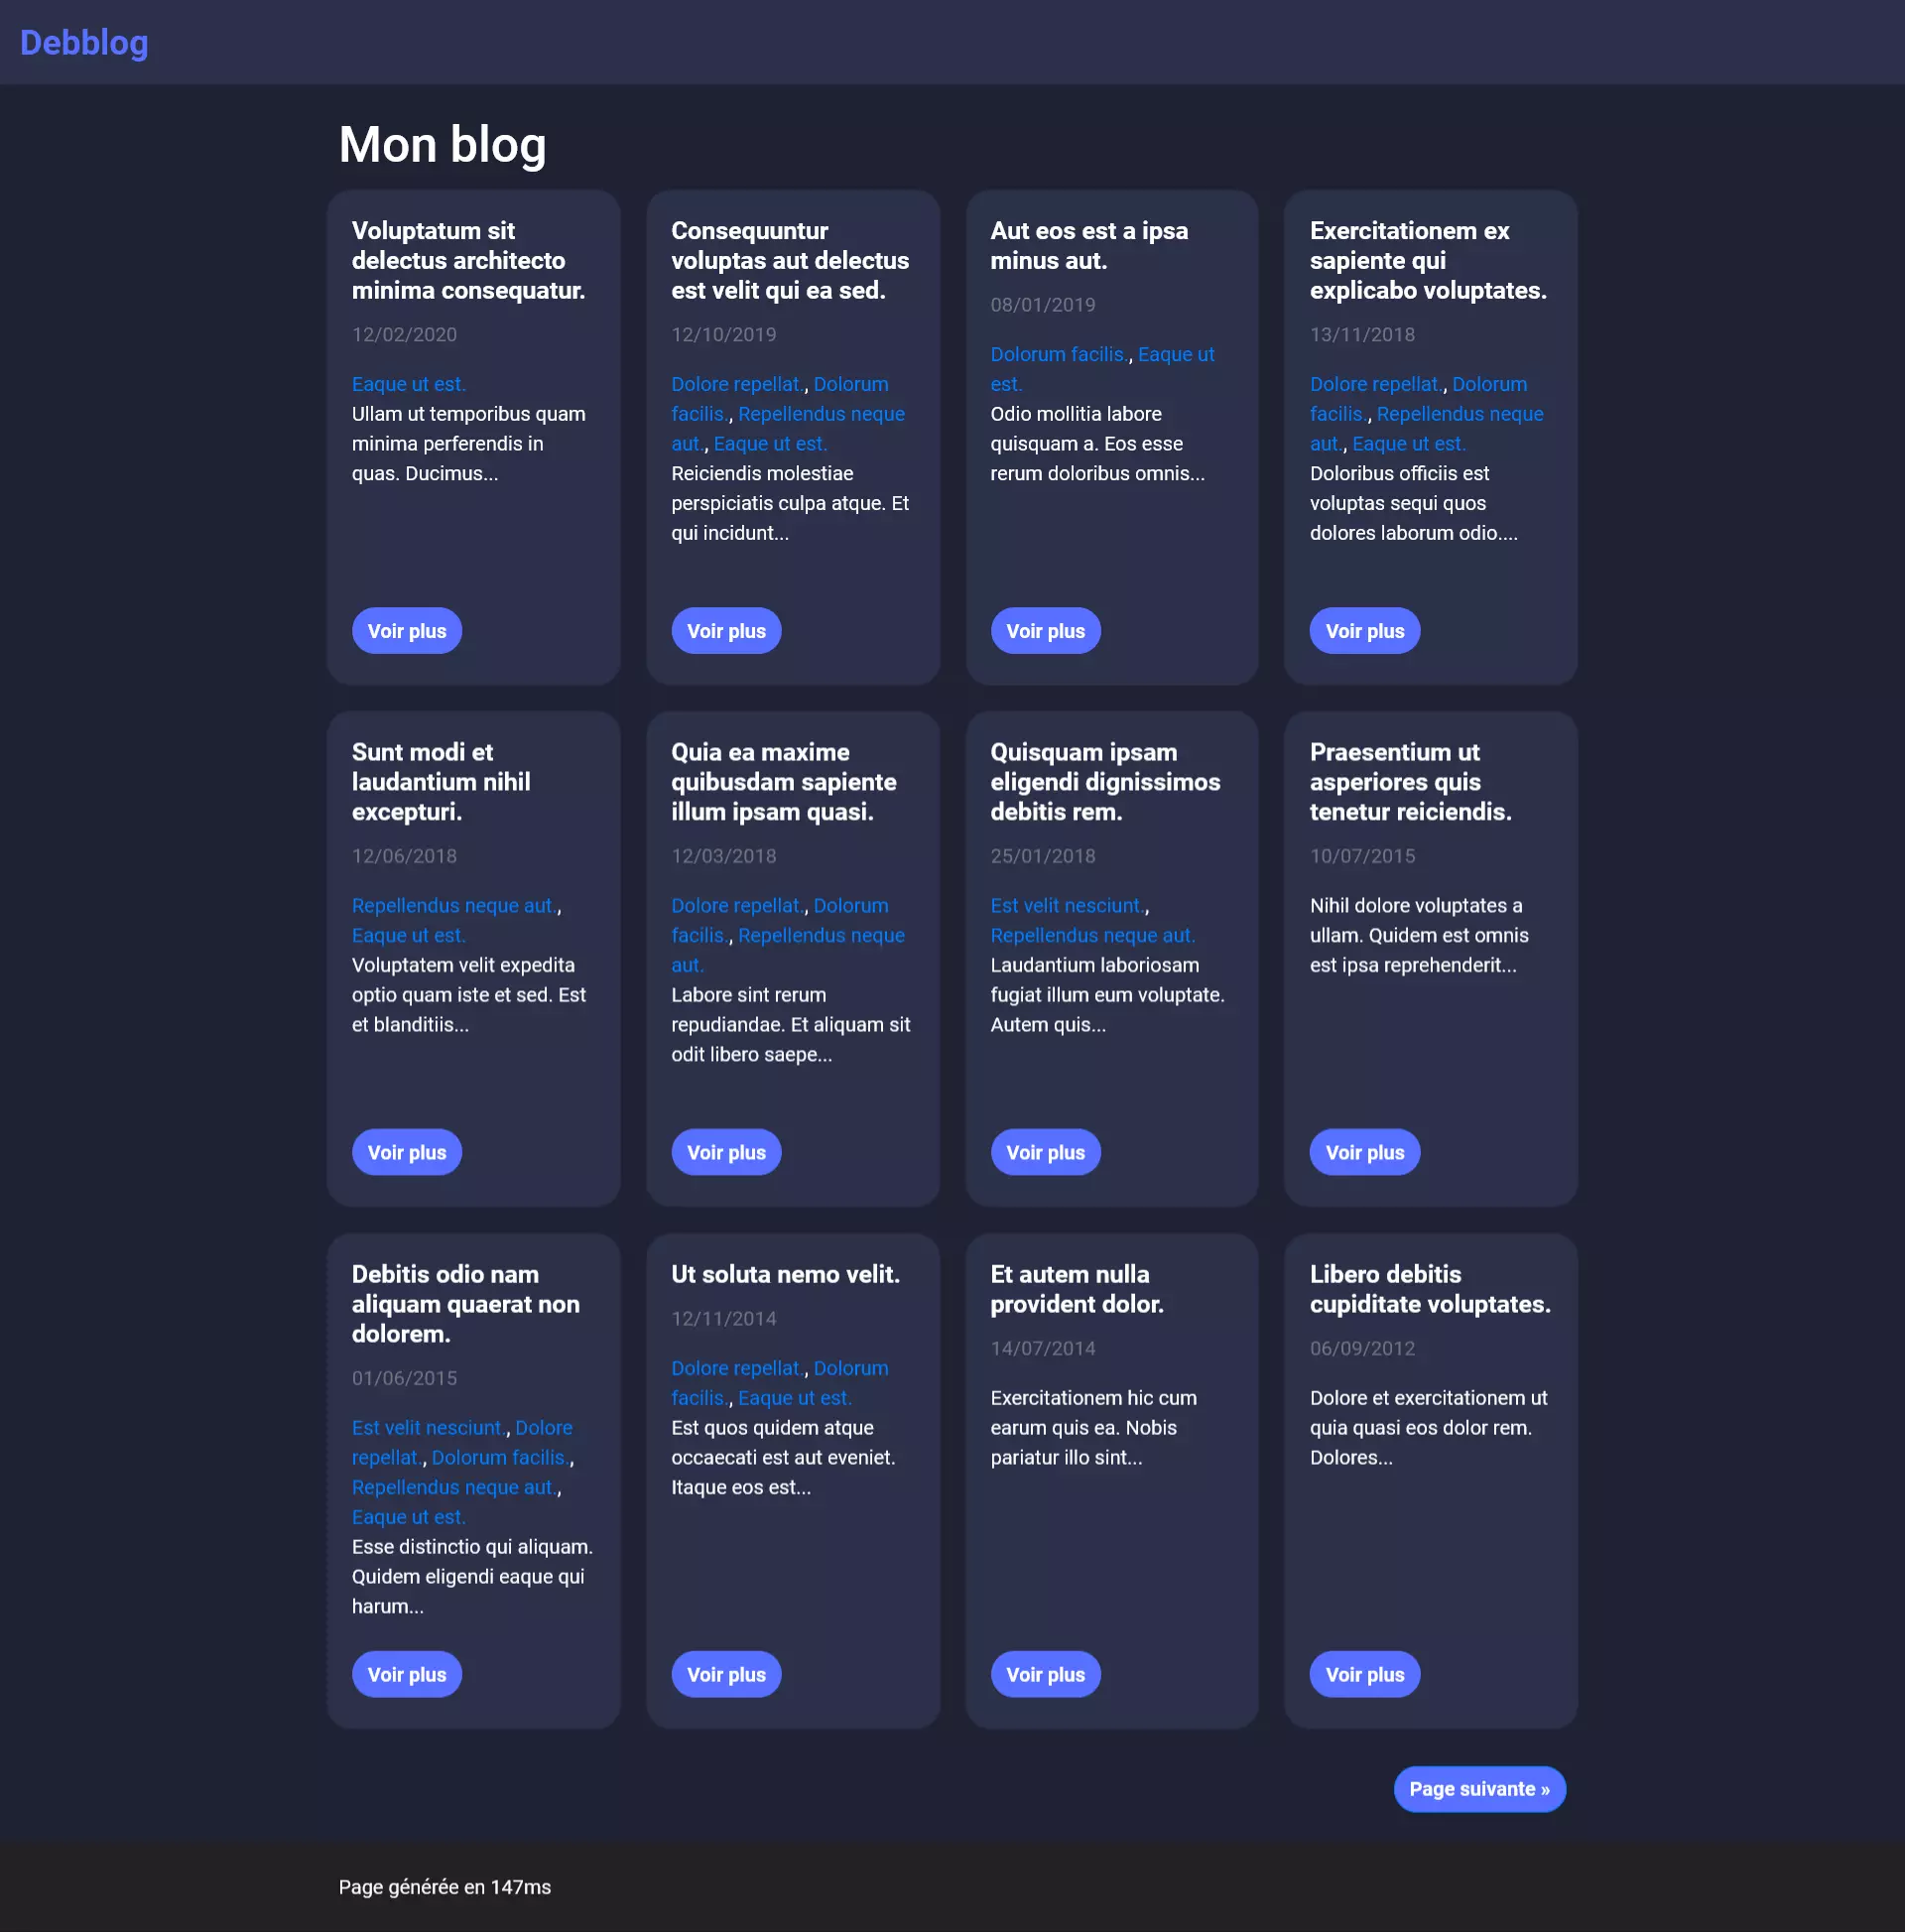 Debblog
Mon blog
Voluptatum sit
delectus architecto
minima consequatur.
12/02/2020
Eaque ut est.
Ullam ut temporibus quam
minima perferendis in
quas. Ducimus...
Voir plus
Consequuntur
voluptas aut delectus
est velit qui ea sed.
12/10/2019
Dolore repellat., Dolorum
facilis., Repellendus neque
aut., Eaque ut est.
Reiciendis molestiae
perspiciatis culpa atque. Et
qui incidunt...
Voir plus
Aut eos est a ipsa
minus aut.
08/01/2019
Dolorum facilis., Eaque ut
est.
Odio mollitia labore
quisquam a. Eos esse
rerum doloribus omnis...
Voir plus
Exercitationem ex
sapiente qui
explicabo voluptates.
13/11/2018
Dolore repellat., Dolorum
facilis., Repellendus neque
aut., Eaque ut est.
Doloribus officiis est
voluptas sequi quos
dolores laborum odio....
Voir plus
Sunt modi et
laudantium nihil
excepturi.
12/06/2018
Repellendus neque aut.,
Eaque ut est.
Voluptatem velit expedita
optio quam iste et sed. Est
et blanditiis...
Voir plus
Quia ea maxime
quibusdam sapiente
illum ipsam quasi.
12/03/2018
Dolore repellat., Dolorum
facilis., Repellendus neque
aut.
Labore sint rerum
repudiandae. Et aliquam sit
odit libero saepe...
Voir plus
Quisquam ipsam
eligendi dignissimos
debitis rem.
25/01/2018
Est velit nesciunt.,
Repellendus neque aut.
Laudantium laboriosam
fugiat illum eum voluptate.
Autem quis...
Voir plus
Praesentium ut
asperiores quis
tenetur reiciendis.
10/07/2015
Nihil dolore voluptates a
ullam. Quidem est omnis
est ipsa reprehenderit...
Voir plus
Debitis odio nam
aliquam quaerat non
dolorem.
01/06/2015
Est velit nesciunt., Dolore
repellat., Dolorum facilis.,
Repellendus neque aut.,
Eaque ut est.
Esse distinctio qui aliquam.
Quidem eligendi eaque qui
harum...
Voir plus
Ut soluta nemo velit.
12/11/2014
Dolore repellat., Dolorum
facilis., Eaque ut est.
Est quos quidem atque
occaecati est aut eveniet.
Itaque eos est...
Voir plus
Et autem nulla
provident dolor.
14/07/2014
Exercitationem hic cum
earum quis ea. Nobis
pariatur illo sint...
Voir plus
Libero debitis
cupiditate voluptates.
06/09/2012
Dolore et exercitationem ut
quia quasi eos dolor rem.
Dolores...
Voir plus
Page suivante »
Page générée en 147ms